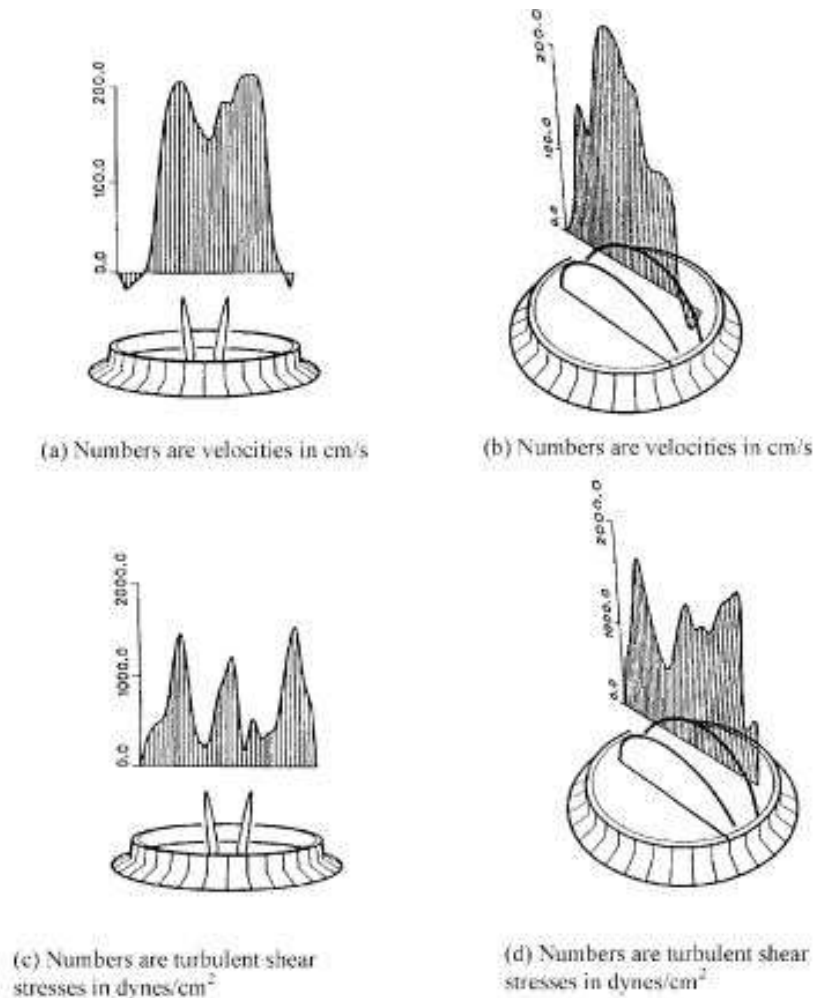 200.0
100.0
0.0
200.0
100.0
0.0
(a) Numbers are velocities in cm/s
(b) Numbers are velocities in cm/s
2000.0
1000.0
0.0
2000.0
1000.0
0.0
(c) Numbers are turbulent shear
stresses in dynes/cm²
(d) Numbers are turbulent shear
stresses in dynes/cm²